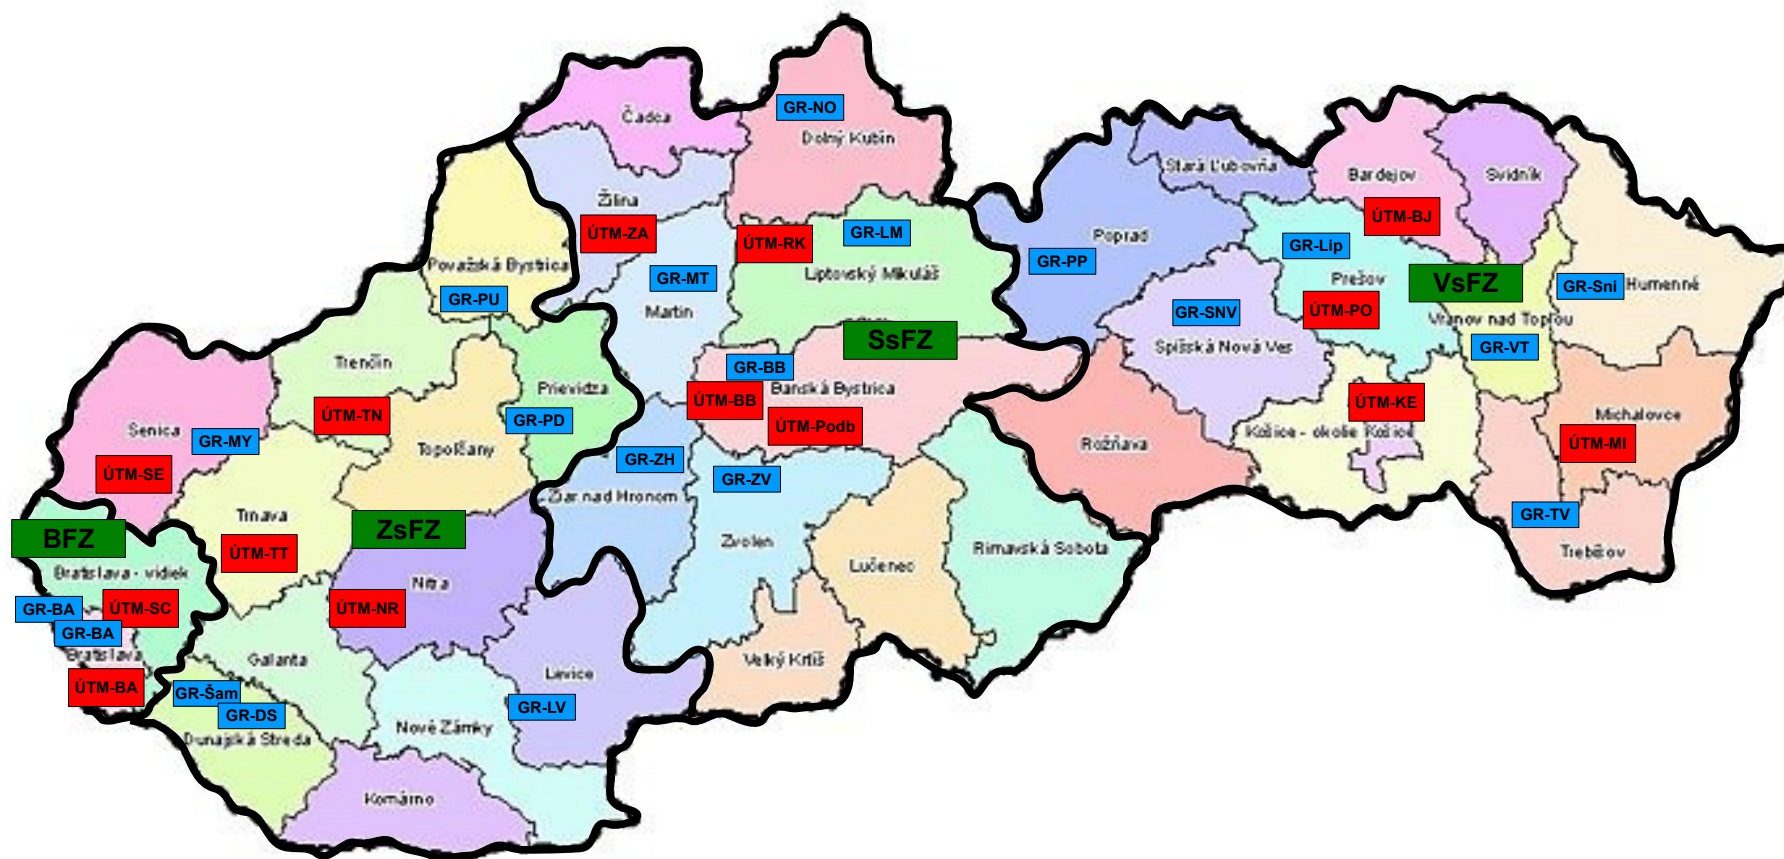 Čadca
GR-NO
Dolný Kubín
Stará Ľubovňa
Bardejov
Svidník
Žilina
ÚTM-ZA
ÚTM-RK
GR-LM
ÚTM-BJ
Poprad
GR-PP
GR-Lip
Prešov
VsFZ
GR-Sni
Humenné
Považská Bystrica
GR-PU
GR-MT
Martin
Liptovský Mikuláš
GR-SNV
ÚTM-PO
Vranov nad Topľou
GR-VT
SsFZ
Spišská Nová Ves
Trenčín
ÚTM-TN
Prievidza
GR-PD
GR-BB
Banská Bystrica
ÚTM-BB
ÚTM-Podb
ÚTM-KE
Košice - okolie
Košice
Rožňava
Michalovce
ÚTM-MI
Senica
GR-MY
ÚTM-SE
Topoľčany
GR-ZH
Žiar nad Hronom
GR-ZV
GR-TV
Trebišov
BFZ
Trnava
ÚTM-TT
ZsFZ
Zvolen
Lučenec
Rimavská Sobota
Bratislava - vidiek
Nitra
GR-BA
ÚTM-SC
GR-BA
ÚTM-NR
Bratislava
ÚTM-BA
Galanta
GR-Šam
GR-DS
Dunajská Streda
Levice
GR-LV
Veľký Krtíš
Nové Zámky
Komárno